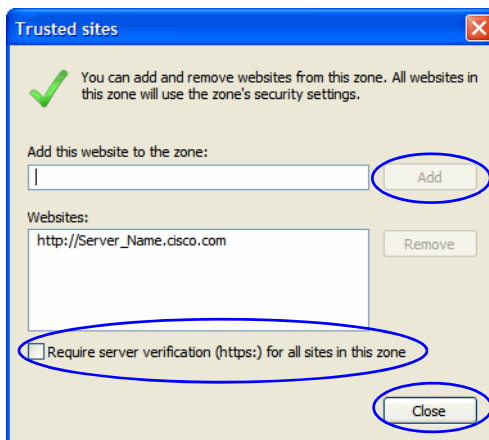 Trusted sites
You can add and remove websites from this zone. All websites in
this zone will use the zone's security settings.
Add this website to the zone:
Add
Websites:
http://Server_Name.cisco.com
Remove
Require server verification (https:) for all sites in this zone
Close